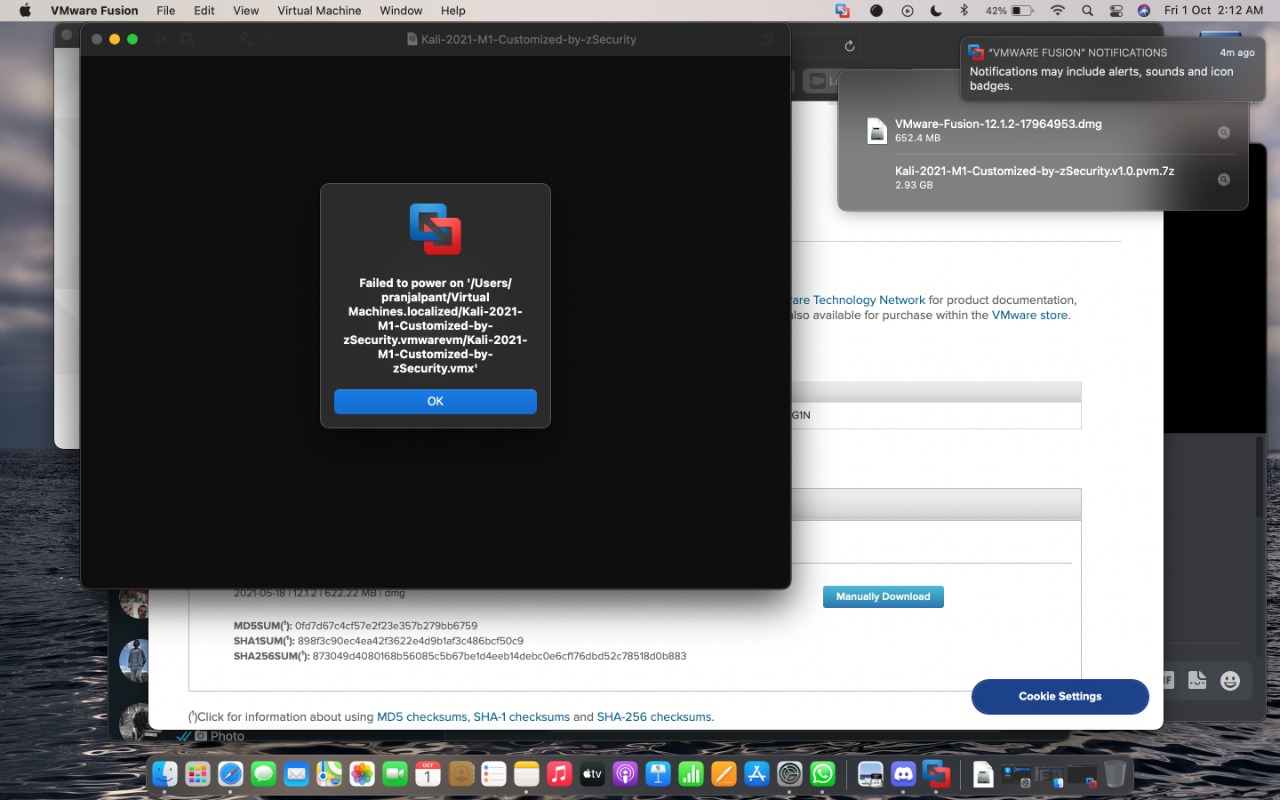 VMware Fusion File Edit View Virtual Machine Window Help
42% Fri 1 Oct 2:12 AM
Kali-2021-M1-Customized-by-zSecurity
"VMWARE FUSION" NOTIFICATIONS 4m ago
Notifications may include alerts, sounds and icon
badges.
VMware-Fusion-12.1.2-17964953.dmg
652.4 MB
Kali-2021-M1-Customized-by-zSecurity.v1.0.pvm.7z
2.93 GB
Failed to power on '/Users/
pranjalpant/Virtual
Machines.localized/Kali-2021-
M1-Customized-by-
zSecurity.vmwarevm/Kali-2021-
M1-Customized-by-
zSecurity.vmx'
OK
are Technology Network for product documentation,
also available for purchase within the VMware store.
G1N
2021-05-18 | 12.1.2 | 622.22 MB | dmg
Manually Download
MD5SUM(¹): 0fd7d67c4cf57e2f23e357b279bb6759
SHA1SUM(¹): 898f3c90ec4ea42f3622e4d9b1af3c486bcf50c9
SHA256SUM(¹): 873049d4080168b56085c5b67be1d4eeb14debc0e6cf176dbd52c78518d0b883
Cookie Settings
(¹)Click for information about using MD5 checksums, SHA-1 checksums and SHA-256 checksums.
Photo
OCT
1
tv